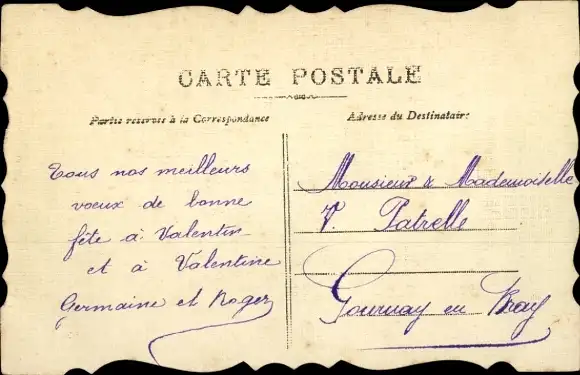 CARTE POSTALE
Partie réservée à la Correspondance
Adresse du Destinataire
Tous nos meilleurs
vœux de bonne
fête à Valentin
et à Valentine
Germaine et Roger
Monsieur & Mademoiselle
V. Patrelle
Gournay en Bray